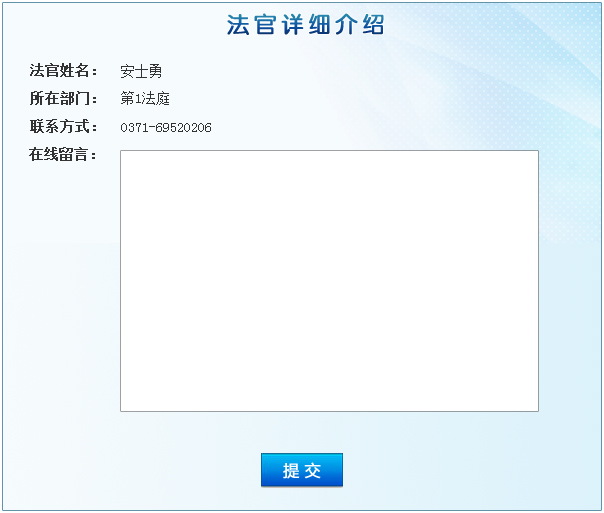 法官详细介绍
法官姓名： 安士勇
所在部门： 第1法庭
联系方式： 0371-69520206
在线留言：
提交